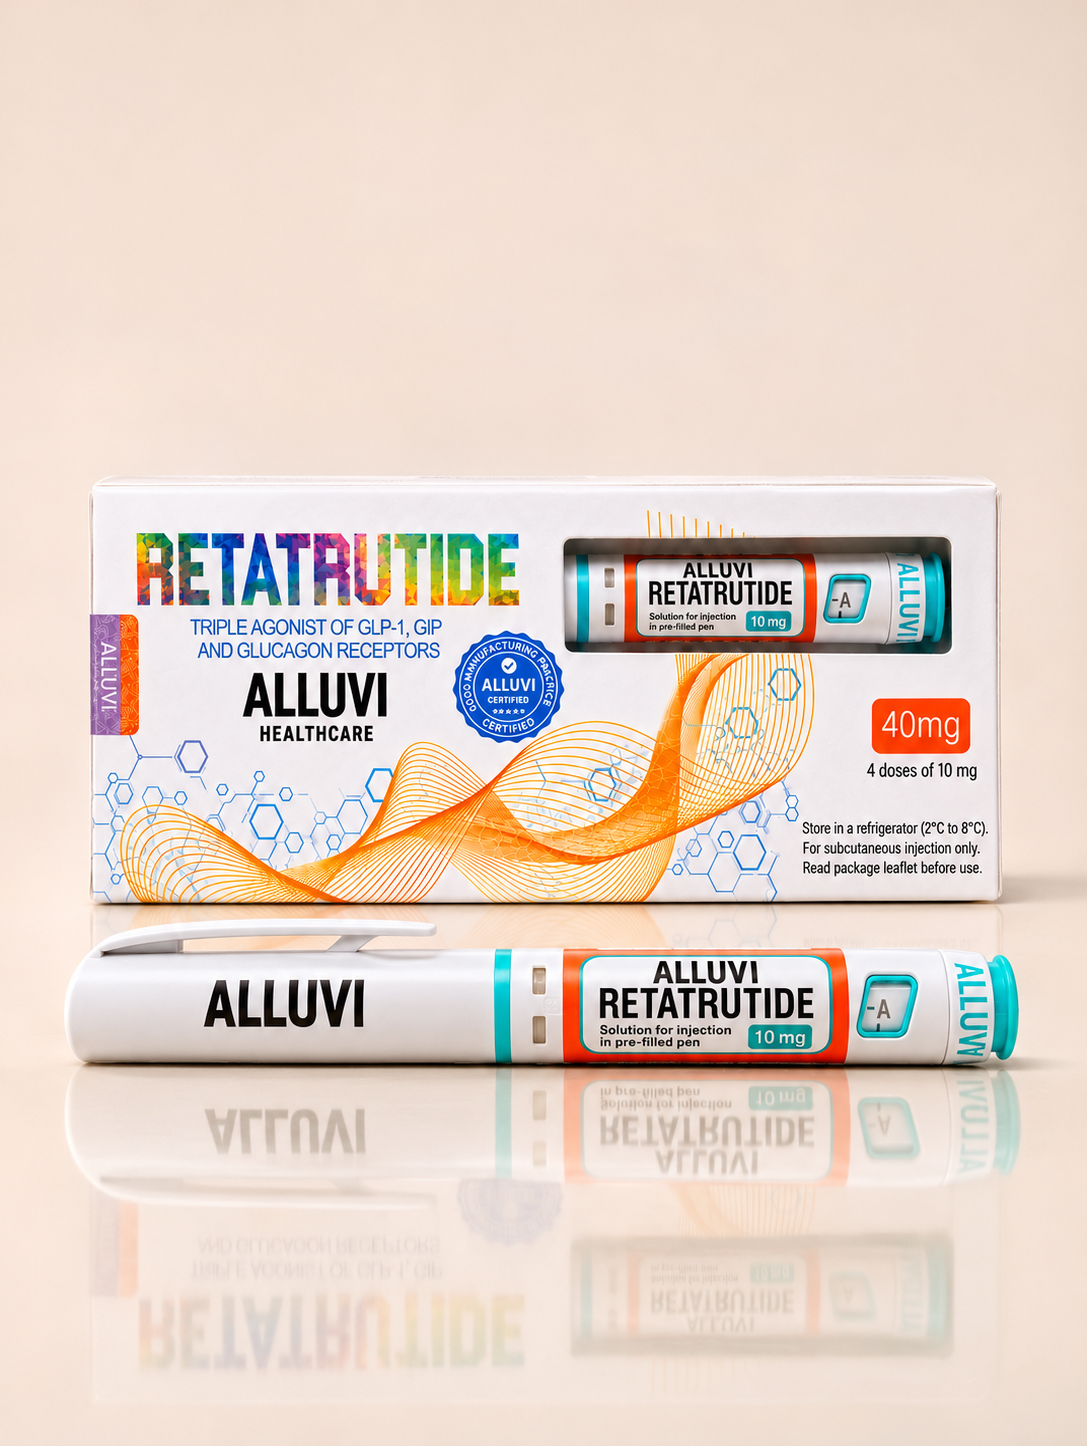 RETATRUTIDE
TRIPLE AGONIST OF GLP-1, GIP
AND GLUCAGON RECEPTORS
ALLUVI
HEALTHCARE
ALLUVI
GOOD MANUFACTURING PRACRICE
ALLUVI
CERTIFIED
CERTIFIED
ALLUVI
RETATRUTIDE
Solution for injection
in pre-filled pen
10 mg
-A
ALLUVI
40mg
4 doses of 10 mg
Store in a refrigerator (2°C to 8°C).
For subcutaneous injection only.
Read package leaflet before use.
ALLUVI
ALLUVI
RETATRUTIDE
Solution for injection
in pre-filled pen
10 mg
-A
ALLUVI